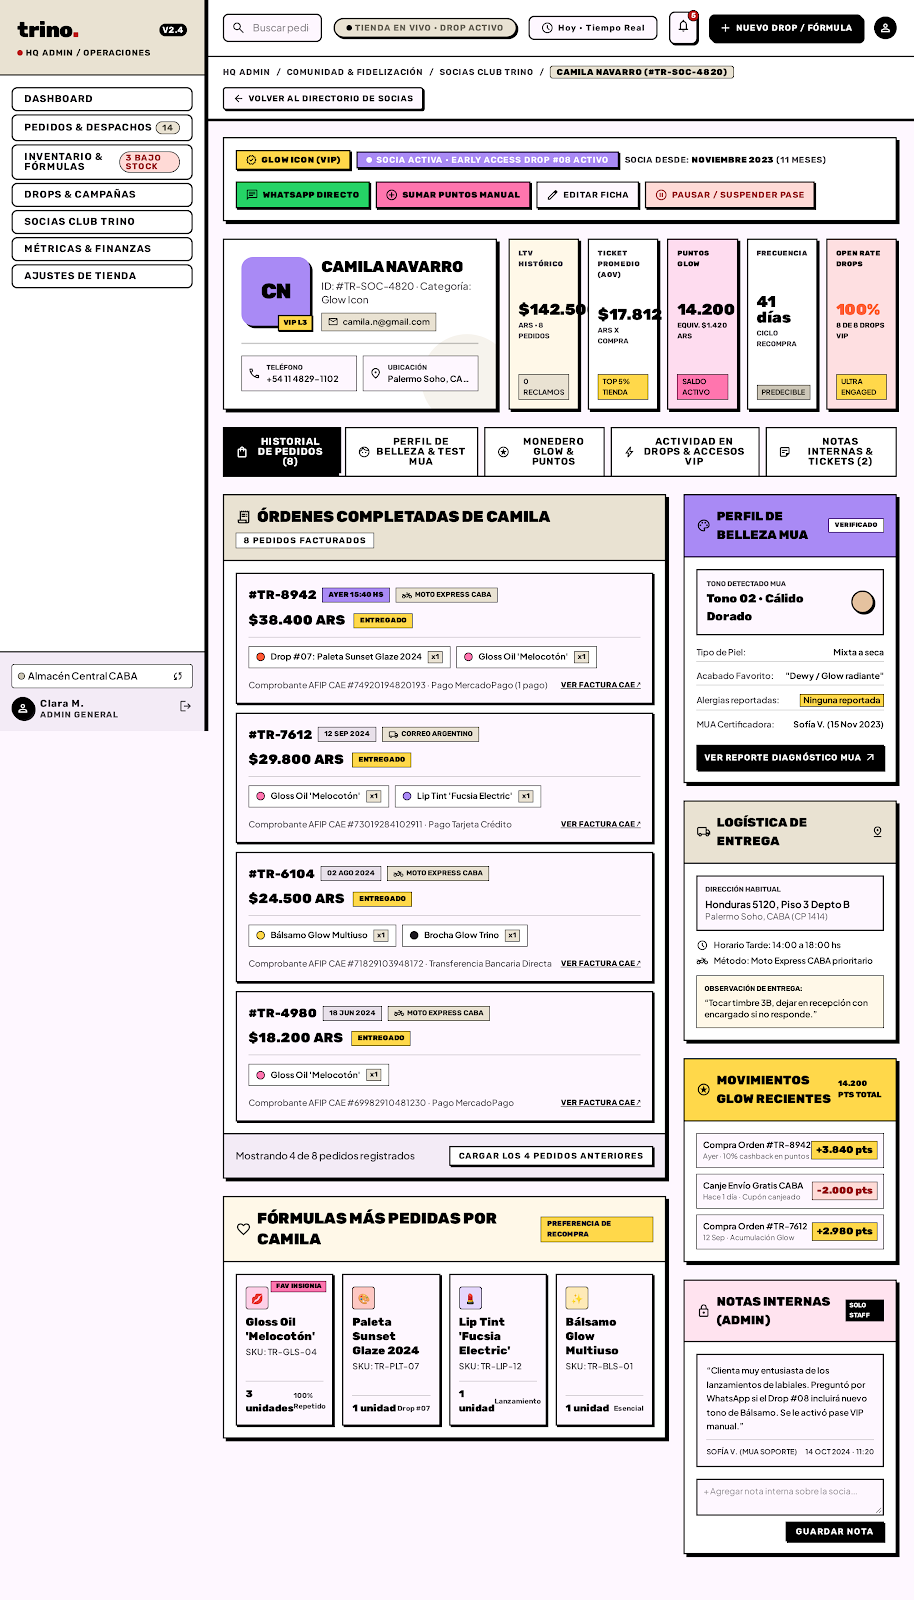 trino.
V2.4
HQ ADMIN / OPERACIONES
DASHBOARD
PEDIDOS & DESPACHOS
14
INVENTARIO &
FÓRMULAS
3 BAJO
STOCK
DROPS & CAMPAÑAS
SOCIAS CLUB TRINO
MÉTRICAS & FINANZAS
AJUSTES DE TIENDA
Almacén Central CABA
Clara M.
ADMIN GENERAL
Buscar pedi
TIENDA EN VIVO • DROP ACTIVO
Hoy • Tiempo Real
5
NUEVO DROP / FÓRMULA
HQ ADMIN / COMUNIDAD & FIDELIZACIÓN / SOCIAS CLUB TRINO / CAMILA NAVARRO (#TR-SOC-4820)
VOLVER AL DIRECTORIO DE SOCIAS
GLOW ICON (VIP)
SOCIA ACTIVA • EARLY ACCESS DROP #08 ACTIVO
SOCIA DESDE: NOVIEMBRE 2023 (11 MESES)
WHATSAPP DIRECTO
SUMAR PUNTOS MANUAL
EDITAR FICHA
PAUSAR / SUSPENDER PASE
CN
VIP L3
CAMILA NAVARRO
ID: #TR-SOC-4820 · Categoría:
Glow Icon
camila.n@gmail.com
TELÉFONO
+54 11 4829-1102
UBICACIÓN
Palermo Soho, CA...
LTV
HISTÓRICO
$142.50
ARS · 8
PEDIDOS
0
RECLAMOS
TICKET
PROMEDIO
(AOV)
$17.812
ARS X
COMPRA
TOP 5%
TIENDA
PUNTOS
GLOW
14.200
EQUIV. $1.420
ARS
SALDO
ACTIVO
FRECUENCIA
41
días
CICLO
RECOMPRA
PREDECIBLE
OPEN RATE
DROPS
100%
8 DE 8 DROPS
VIP
ULTRA
ENGAGED
HISTORIAL
DE PEDIDOS
(8)
PERFIL DE
BELLEZA & TEST
MUA
MONEDERO
GLOW &
PUNTOS
ACTIVIDAD EN
DROPS & ACCESOS
VIP
NOTAS
INTERNAS &
TICKETS (2)
ÓRDENES COMPLETADAS DE CAMILA
8 PEDIDOS FACTURADOS
#TR-8942
AYER 15:40 HS
MOTO EXPRESS CABA
$38.400 ARS
ENTREGADO
Drop #07: Paleta Sunset Glaze 2024 x1
Gloss Oil 'Melocotón' x1
Comprobante AFIP CAE #74920194820193 · Pago MercadoPago (1 pago)
VER FACTURA CAE↗
#TR-7612
12 SEP 2024
CORREO ARGENTINO
$29.800 ARS
ENTREGADO
Gloss Oil 'Melocotón' x1
Lip Tint 'Fucsia Electric' x1
Comprobante AFIP CAE #73019284102911 · Pago Tarjeta Crédito
VER FACTURA CAE↗
#TR-6104
02 AGO 2024
MOTO EXPRESS CABA
$24.500 ARS
ENTREGADO
Bálsamo Glow Multiuso x1
Brocha Glow Trino x1
Comprobante AFIP CAE #71829103948172 · Transferencia Bancaria Directa
VER FACTURA CAE↗
#TR-4980
18 JUN 2024
MOTO EXPRESS CABA
$18.200 ARS
ENTREGADO
Gloss Oil 'Melocotón' x1
Comprobante AFIP CAE #69982910481230 · Pago MercadoPago
VER FACTURA CAE↗
Mostrando 4 de 8 pedidos registrados
CARGAR LOS 4 PEDIDOS ANTERIORES
FÓRMULAS MÁS PEDIDAS POR
CAMILA
PREFERENCIA DE
RECOMPRA
FAV INSIGNIA
Gloss Oil
'Melocotón'
SKU: TR-GLS-04
3
unidades
100%
Repetido
Paleta
Sunset
Glaze 2024
SKU: TR-PLT-07
1 unidad
Drop #07
Lip Tint
'Fucsia
Electric'
SKU: TR-LIP-12
1
unidad
Lanzamiento
Bálsamo
Glow
Multiuso
SKU: TR-BLS-01
1 unidad
Esencial
PERFIL DE
BELLEZA MUA
VERIFICADO
TONO DETECTADO MUA
Tono 02 • Cálido
Dorado
Tipo de Piel: Mixta a seca
Acabado Favorito: "Dewy / Glow radiante"
Alergias reportadas: Ninguna reportada
MUA Certificadora: Sofía V. (15 Nov 2023)
VER REPORTE DIAGNÓSTICO MUA
LOGÍSTICA DE
ENTREGA
DIRECCIÓN HABITUAL
Honduras 5120, Piso 3 Depto B
Palermo Soho, CABA (CP 1414)
Horario Tarde: 14:00 a 18:00 hs
Método: Moto Express CABA prioritario
OBSERVACIÓN DE ENTREGA:
"Tocar timbre 3B, dejar en recepción con
encargado si no responde."
MOVIMIENTOS
GLOW RECIENTES
14.200
PTS TOTAL
Compra Orden #TR-8942
Ayer · 10% cashback en puntos
+3.840 pts
Canje Envío Gratis CABA
Hace 1 día · Cupón canjeado
-2.000 pts
Compra Orden #TR-7612
12 Sep · Acumulación Glow
+2.980 pts
NOTAS INTERNAS
(ADMIN)
SOLO
STAFF
"Clienta muy entusiasta de los
lanzamientos de labiales. Preguntó por
WhatsApp si el Drop #08 incluirá nuevo
tono de Bálsamo. Se le activó pase VIP
manual."
SOFÍA V. (MUA SOPORTE)
14 OCT 2024 · 11:20
+ Agregar nota interna sobre la socia...
GUARDAR NOTA